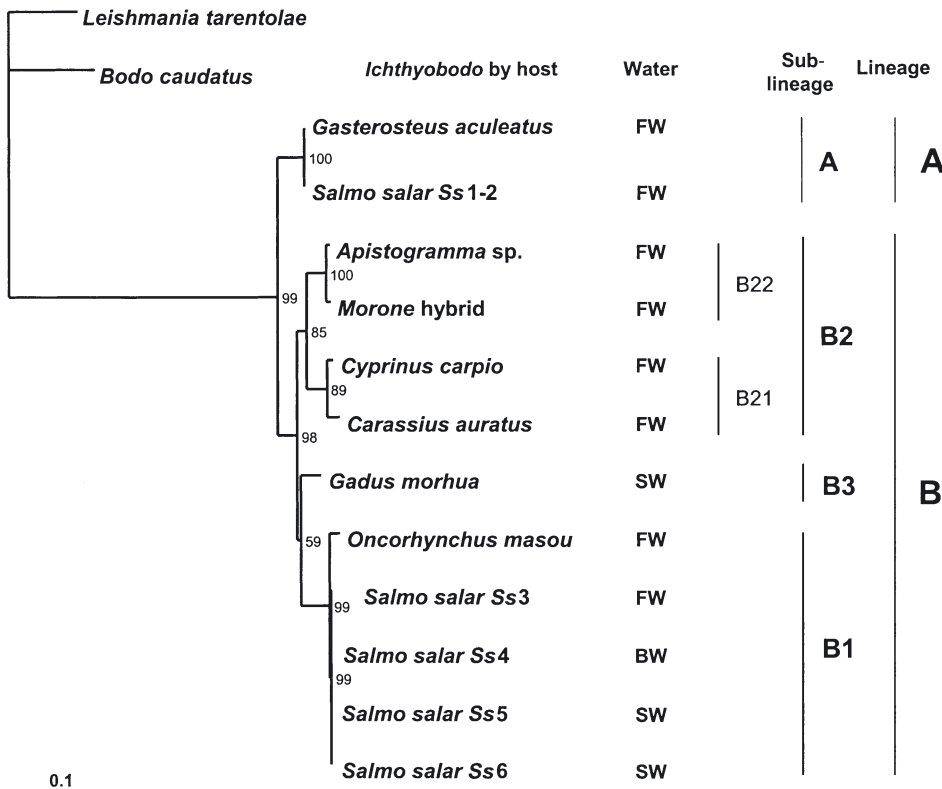 Leishmania tarentolae
Bodo caudatus
Ichthyobodo by host Water Sub-lineage Lineage
Gasterosteus aculeatus FW
100 A A
Salmo salar Ss1-2 FW
Apistogramma sp. FW
100 B22
99 Morone hybrid FW
85 B2
Cyprinus carpio FW
89 B21
Carassius auratus FW
98
Gadus morhua SW B3 B
59 Oncorhynchus masou FW
Salmo salar Ss3 FW
99
Salmo salar Ss4 BW B1
99
Salmo salar Ss5 SW
Salmo salar Ss6 SW
0.1